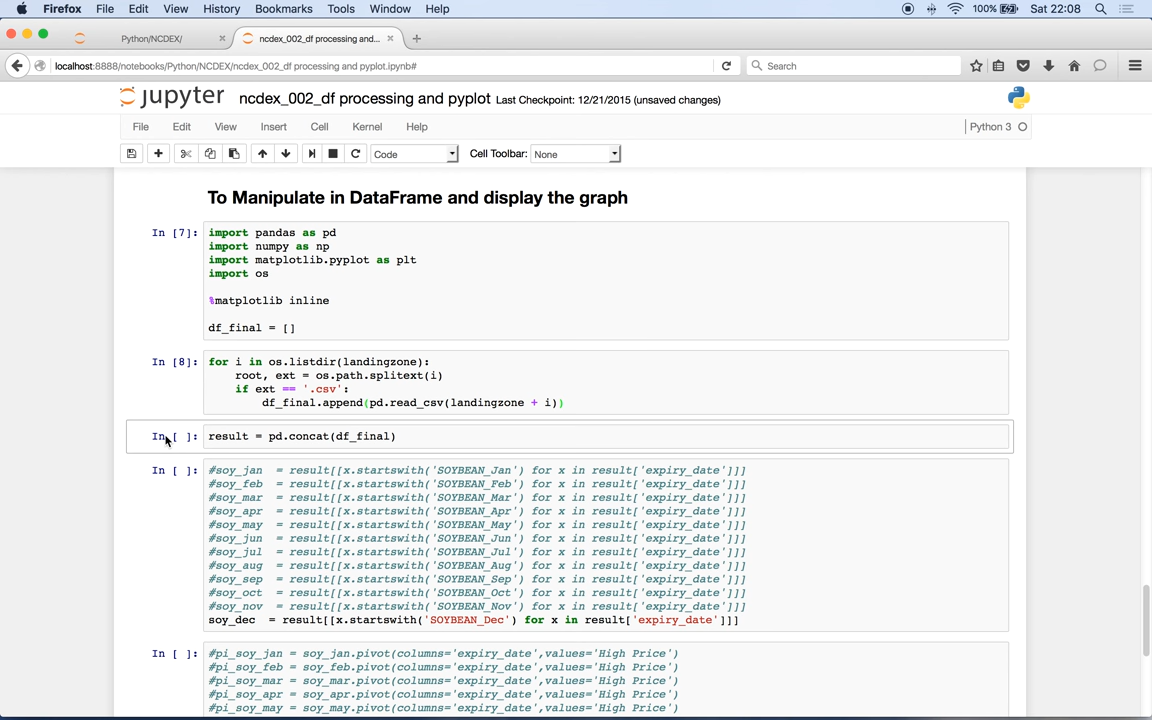 Firefox File Edit View History Bookmarks Tools Window Help 100% Sat 22:08
Python/NCDEX/ × ncdex_002_df processing and... × +
localhost:8888/notebooks/Python/NCDEX/ncdex_002_df processing and pyplot.ipynb# Search
jupyter ncdex_002_df processing and pyplot Last Checkpoint: 12/21/2015 (unsaved changes)
File Edit View Insert Cell Kernel Help Python 3
Code Cell Toolbar: None
To Manipulate in DataFrame and display the graph
In [7]: import pandas as pd
import numpy as np
import matplotlib.pyplot as plt
import os
%matplotlib inline
df_final = []
In [8]: for i in os.listdir(landingzone):
root, ext = os.path.splitext(i)
if ext == '.csv':
df_final.append(pd.read_csv(landingzone + i))
In [ ]: result = pd.concat(df_final)
In [ ]: #soy_jan = result[[x.startswith('SOYBEAN_Jan') for x in result['expiry_date']]]
#soy_feb = result[[x.startswith('SOYBEAN_Feb') for x in result['expiry_date']]]
#soy_mar = result[[x.startswith('SOYBEAN_Mar') for x in result['expiry_date']]]
#soy_apr = result[[x.startswith('SOYBEAN_Apr') for x in result['expiry_date']]]
#soy_may = result[[x.startswith('SOYBEAN_May') for x in result['expiry_date']]]
#soy_jun = result[[x.startswith('SOYBEAN_Jun') for x in result['expiry_date']]]
#soy_jul = result[[x.startswith('SOYBEAN_Jul') for x in result['expiry_date']]]
#soy_aug = result[[x.startswith('SOYBEAN_Aug') for x in result['expiry_date']]]
#soy_sep = result[[x.startswith('SOYBEAN_Sep') for x in result['expiry_date']]]
#soy_oct = result[[x.startswith('SOYBEAN_Oct') for x in result['expiry_date']]]
#soy_nov = result[[x.startswith('SOYBEAN_Nov') for x in result['expiry_date']]]
soy_dec = result[[x.startswith('SOYBEAN_Dec') for x in result['expiry_date']]]
In [ ]: #pi_soy_jan = soy_jan.pivot(columns='expiry_date',values='High Price')
#pi_soy_feb = soy_feb.pivot(columns='expiry_date',values='High Price')
#pi_soy_mar = soy_mar.pivot(columns='expiry_date',values='High Price')
#pi_soy_apr = soy_apr.pivot(columns='expiry_date',values='High Price')
#pi_soy_may = soy_may.pivot(columns='expiry_date',values='High Price')